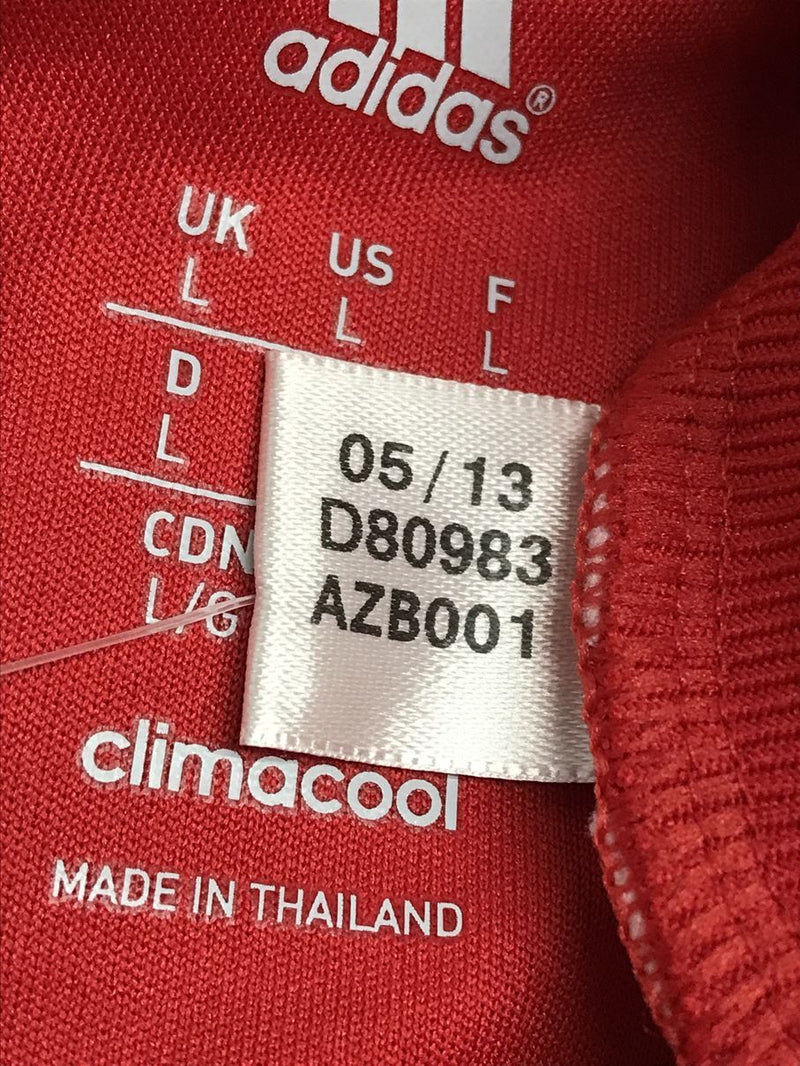 adidas®
UK US F
L L L
D
L
CDN
L/G
05/13
D80983
AZB001
climacool
MADE IN THAILAND